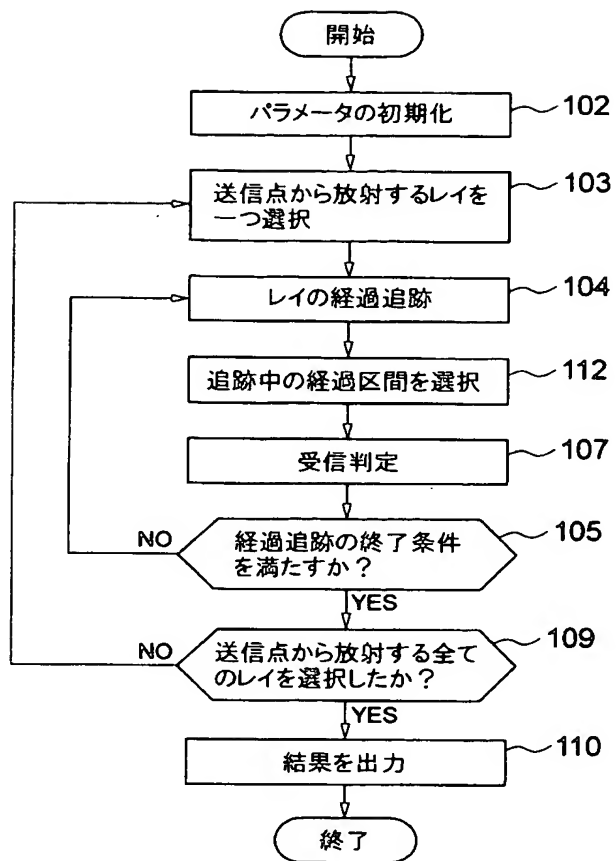 開始
パラメータの初期化
102
送信点から放射するレイを
一つ選択
103
レイの経過追跡
104
追跡中の経過区間を選択
112
受信判定
107
NO
経過追跡の終了条件
を満たすか?
105
YES
NO
送信点から放射する全て
のレイを選択したか?
109
YES
結果を出力
110
終了